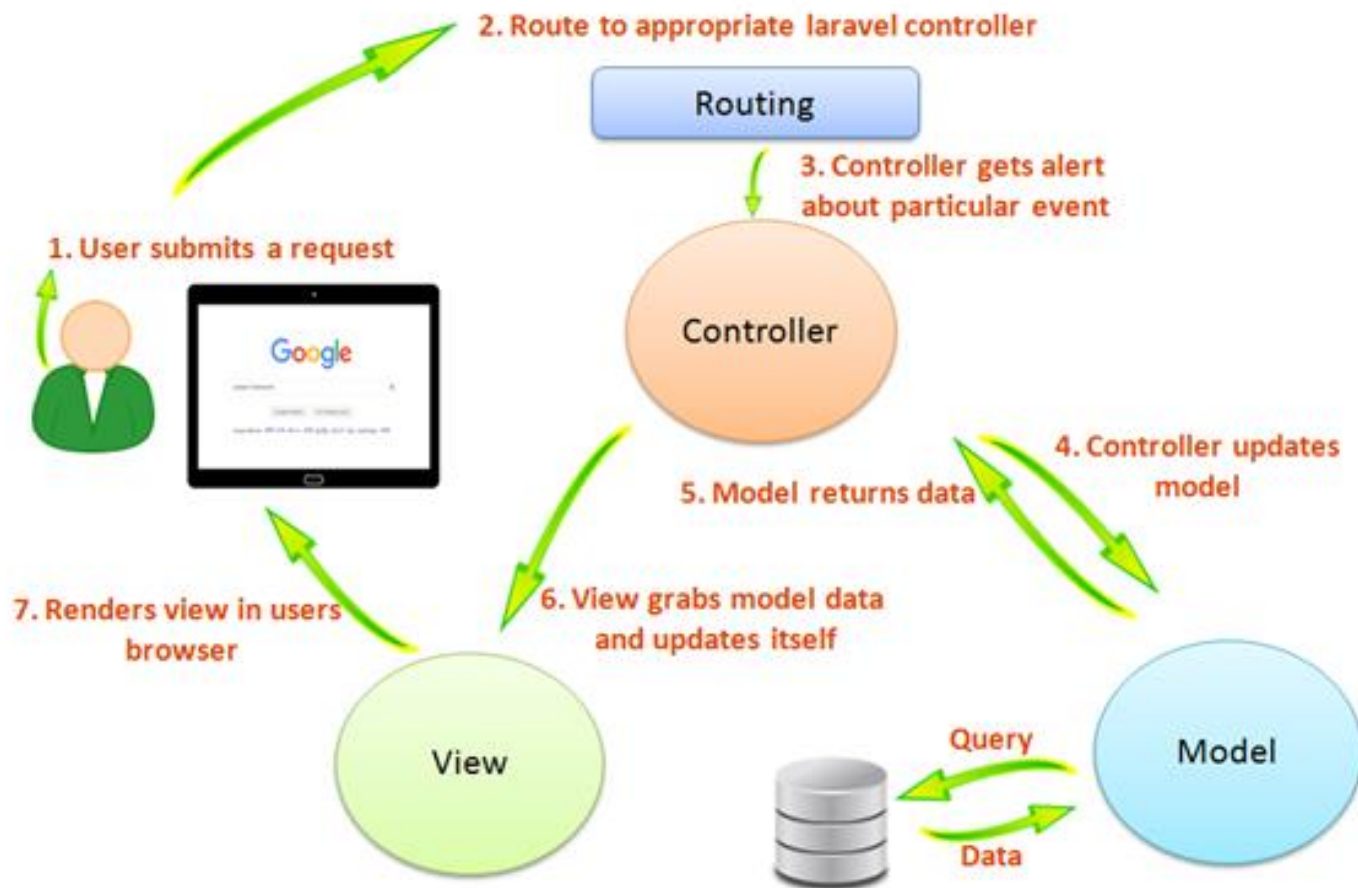 2. Route to appropriate laravel controller
Routing
3. Controller gets alert
about particular event
1. User submits a request
Google
Controller
4. Controller updates
model
5. Model returns data
6. View grabs model data
and updates itself
7. Renders view in users
browser
View
Model
Query
Data